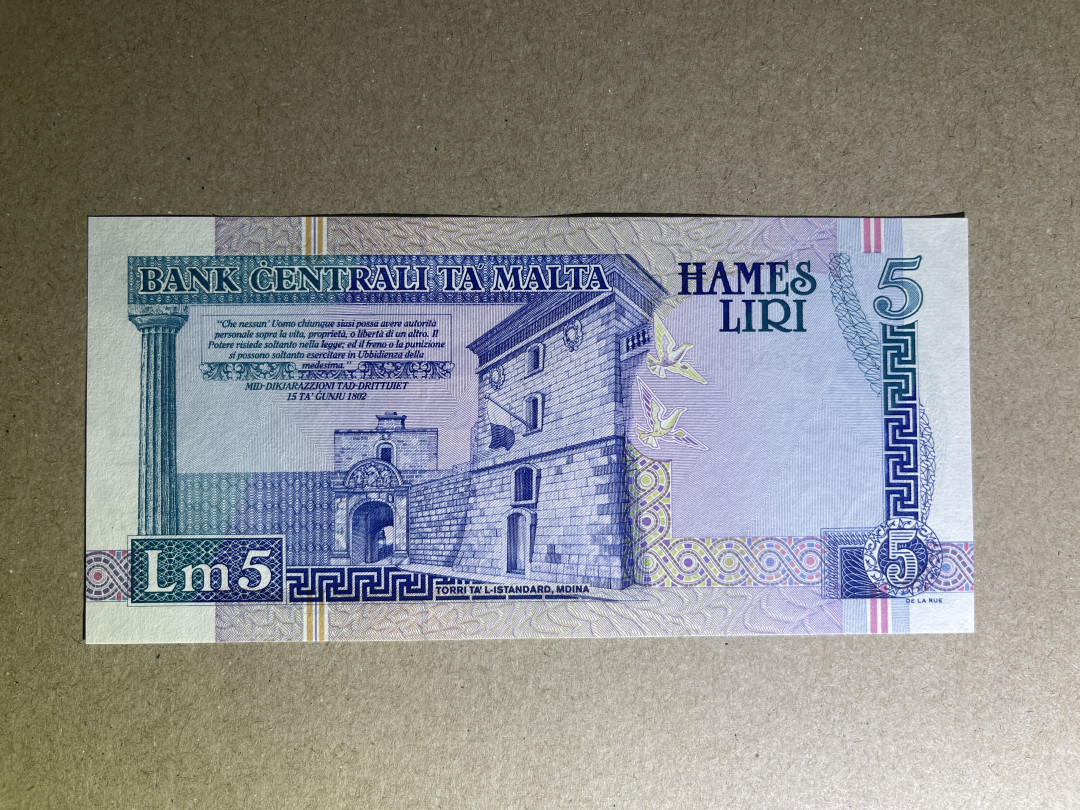 BANK ĊENTRALI TA MALTA
ĦAMES
LIRI
5
"Che nessun' Uomo chiunque siasi possa avere autorità
personale sopra la vita, proprietà, o libertà di un altro. Il
Potere risiede soltanto nella legge; ed il freno o la punizione
si possono soltanto esercitare in Ubbidienza della
medesima."
MID-DIKJARAZZJONI TAD-DRITTIJIET
15 TA' ĠUNJU 1802
Lm5
TORRI TA' L-ISTANDARD, MDINA
5
DE LA RUE